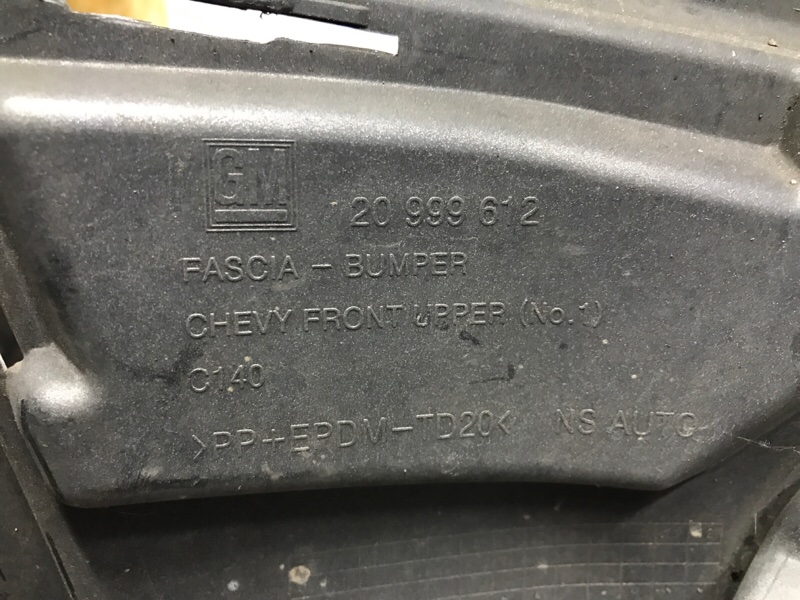 GM 20 999 612
FASCIA - BUMPER
CHEVY FRONT UPPER (No.1)
C140
>PP+EPDM-TD20< NS AUTO